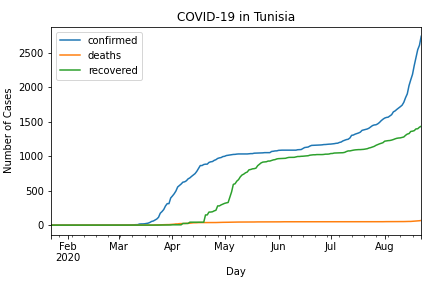 COVID-19 in Tunisia
confirmed
deaths
recovered
Number of Cases
2500
2000
1500
1000
500
0
Feb
2020
Mar
Apr
May
Jun
Jul
Aug
Day